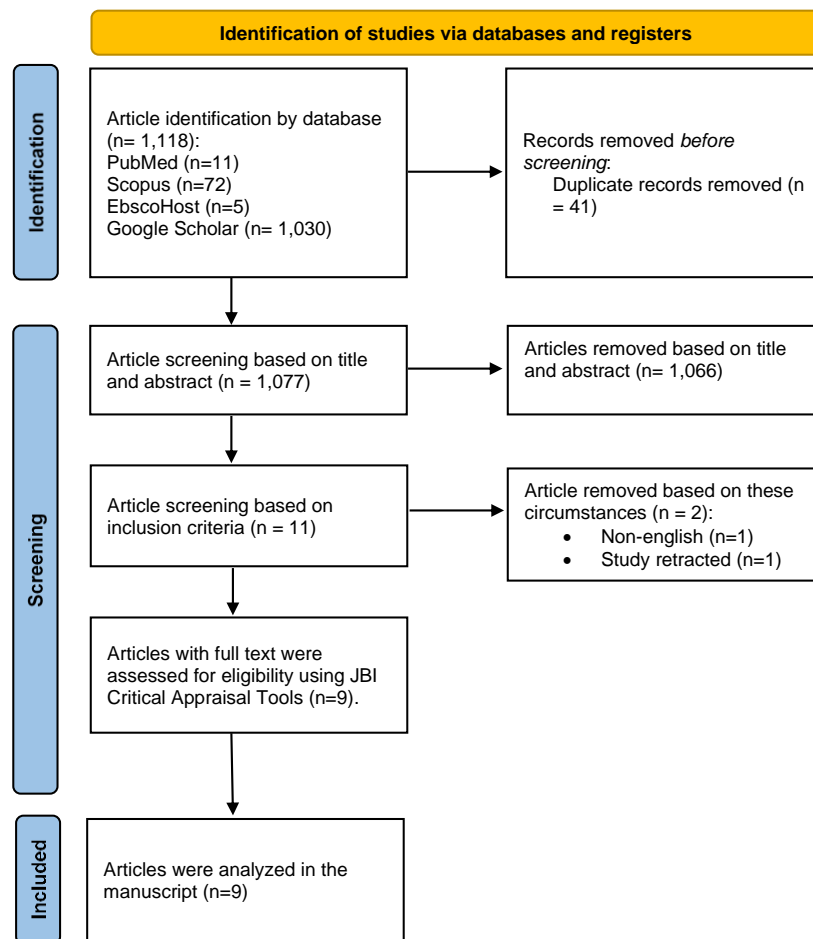 Identification of studies via databases and registers
Identification
Article identification by database
(n= 1,118):
PubMed (n=11)
Scopus (n=72)
EbscoHost (n=5)
Google Scholar (n= 1,030)
Records removed before
screening:
Duplicate records removed (n
= 41)
Screening
Article screening based on title
and abstract (n = 1,077)
Articles removed based on title
and abstract (n= 1,066)
Article screening based on
inclusion criteria (n = 11)
Article removed based on these
circumstances (n = 2):
• Non-english (n=1)
• Study retracted (n=1)
Articles with full text were
assessed for eligibility using JBI
Critical Appraisal Tools (n=9).
Included
Articles were analyzed in the
manuscript (n=9)